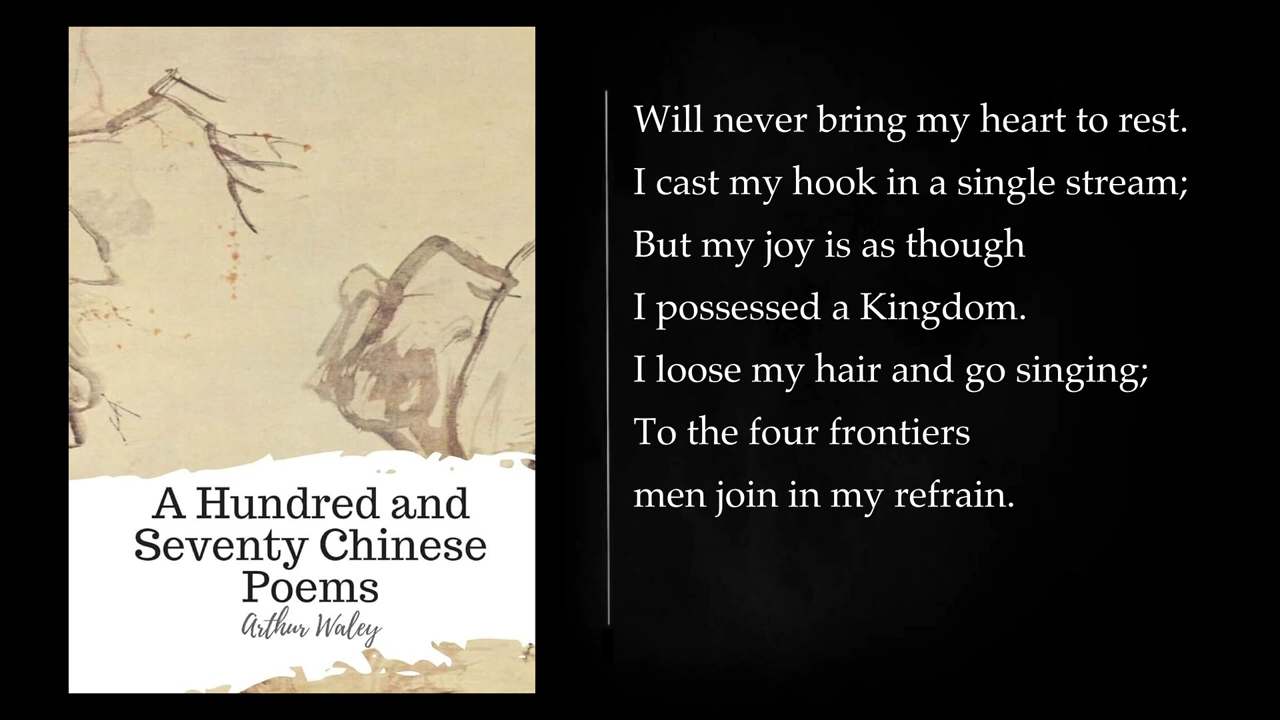 A Hundred and
Seventy Chinese
Poems
Arthur Waley
Will never bring my heart to rest.
I cast my hook in a single stream;
But my joy is as though
I possessed a Kingdom.
I loose my hair and go singing;
To the four frontiers
men join in my refrain.